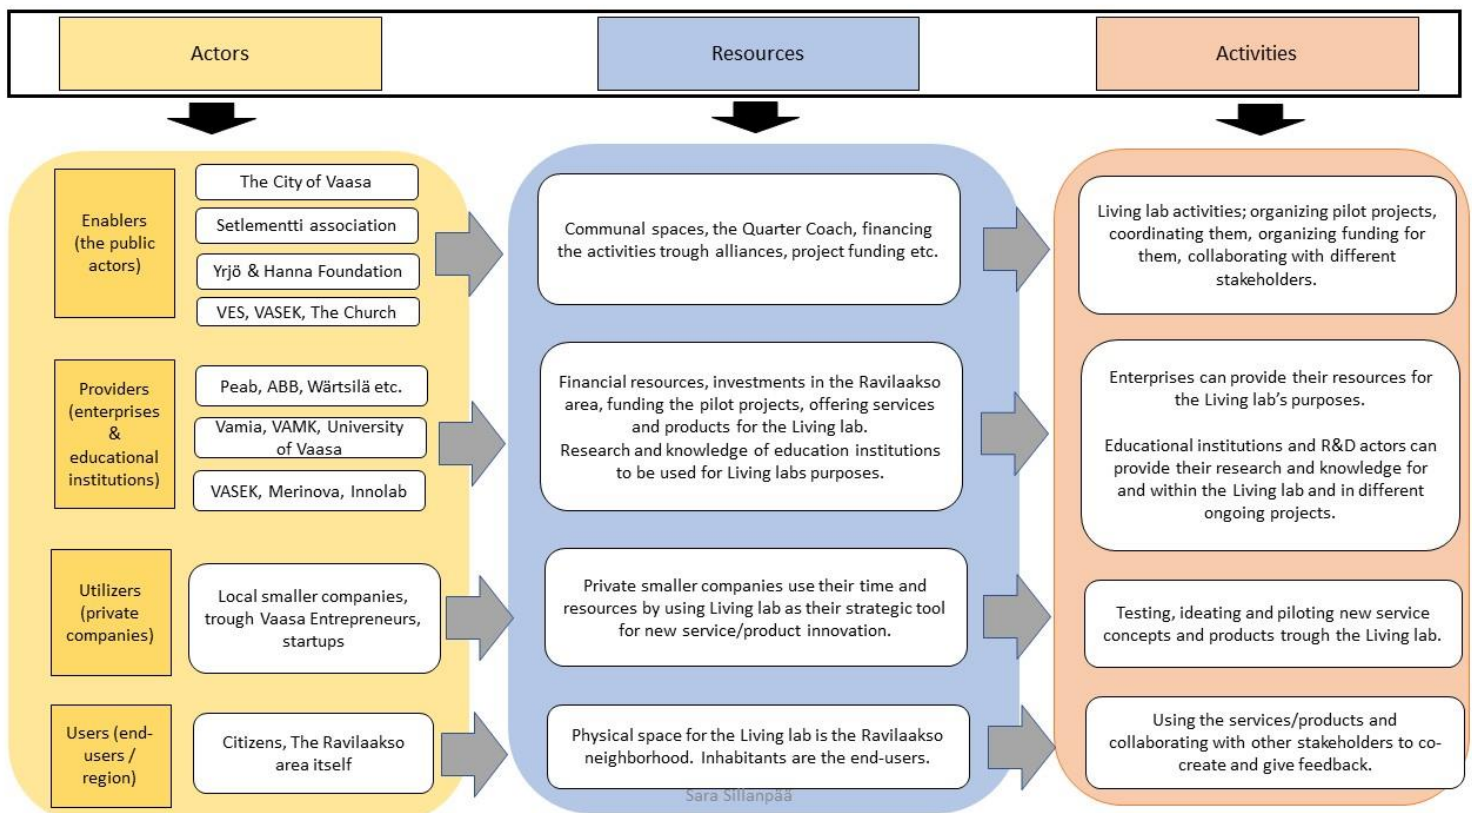 Actors
Resources
Activities
Enablers
(the public
actors)
The City of Vaasa
Setlementti association
Yrjö & Hanna Foundation
VES, VASEK, The Church
Communal spaces, the Quarter Coach, financing
the activities trough alliances, project funding etc.
Living lab activities; organizing pilot projects,
coordinating them, organizing funding for
them, collaborating with different
stakeholders.
Providers
(enterprises
&
educational
institutions)
Peab, ABB, Wärtsilä etc.
Vamia, VAMK, University
of Vaasa
VASEK, Merinova, Innolab
Financial resources, investments in the Ravilaakso
area, funding the pilot projects, offering services
and products for the Living lab.
Research and knowledge of education institutions
to be used for Living labs purposes.
Enterprises can provide their resources for
the Living lab's purposes.
Educational institutions and R&D actors can
provide their research and knowledge for
and within the Living lab and in different
ongoing projects.
Utilizers
(private
companies)
Local smaller companies,
trough Vaasa Entrepreneurs,
startups
Private smaller companies use their time and
resources by using Living lab as their strategic tool
for new service/product innovation.
Testing, ideating and piloting new service
concepts and products trough the Living lab.
Users (end-
users /
region)
Citizens, The Ravilaakso
area itself
Physical space for the Living lab is the Ravilaakso
neighborhood. Inhabitants are the end-users.
Using the services/products and
collaborating with other stakeholders to co-
create and give feedback.
Sara Sillanpää